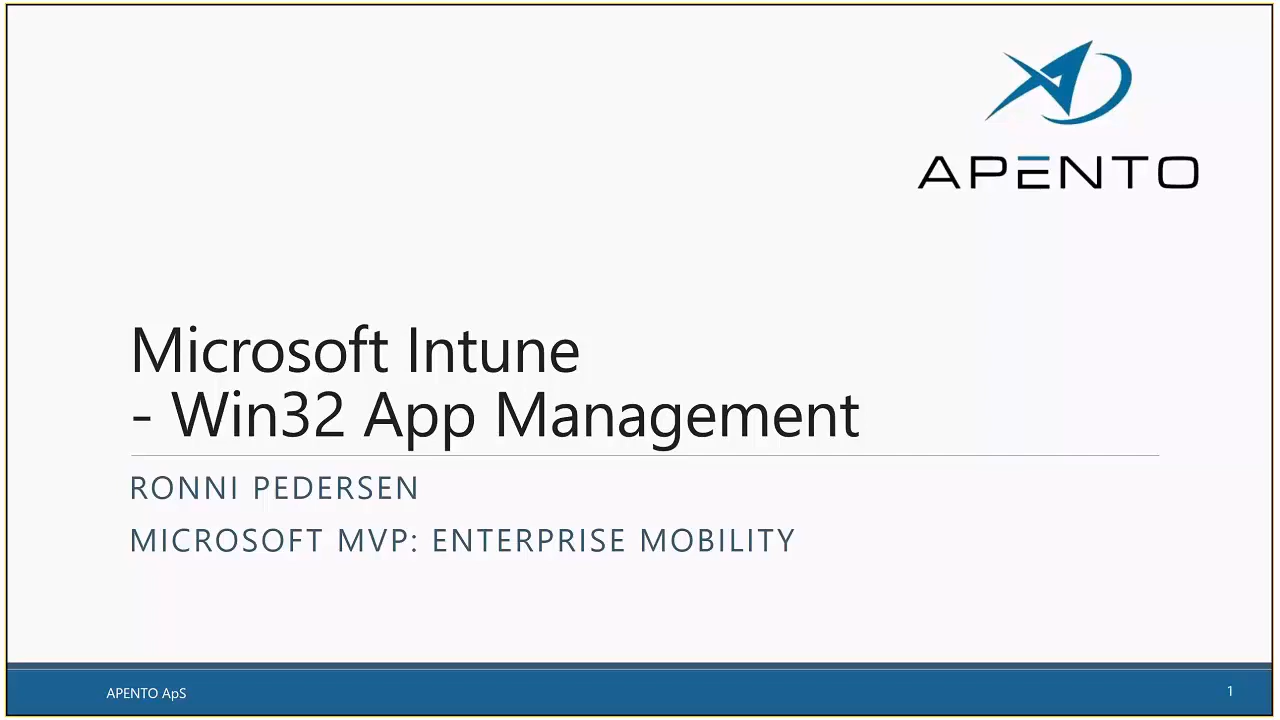 APENTO
Microsoft Intune
- Win32 App Management
RONNI PEDERSEN
MICROSOFT MVP: ENTERPRISE MOBILITY
APENTO ApS
1